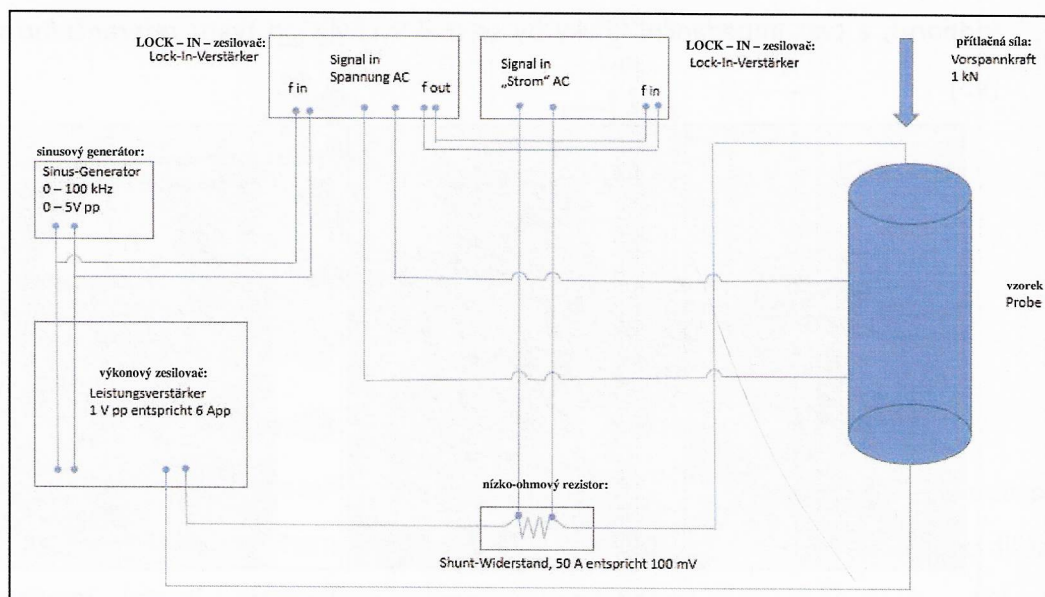 LOCK – IN – zesilovač:
Lock-In-Verstärker
Signal in
Spannung AC
f in
f out
Signal in
„Strom" AC
f in
LOCK – IN – zesilovač:
Lock-In-Verstärker
přítlačná síla:
Vorspannkraft
1 kN
sinusový generátor:
Sinus-Generator
0 – 100 kHz
0 – 5V pp
vzorek
Probe
výkonový zesilovač:
Leistungsverstärker
1 V pp entspricht 6 App
nízko-ohmový rezistor:
Shunt-Widerstand, 50 A entspricht 100 mV